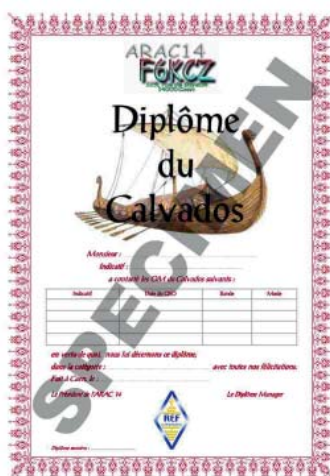 ARAC14
F6KCZ
Diplôme
du
Calvados
SPECIMEN
Monsieur :
Indicatif :
a contacté les OM du Calvados suivants :
Indicatif Date du QSO Bande Mode
en vertu de quoi, nous lui décernons ce diplôme,
dans la catégorie : avec toutes nos félicitations.
Fait à Caen, le :
Le Président de l'ARAC 14 Le Diplôme Manager
REF
Diplôme numéro :